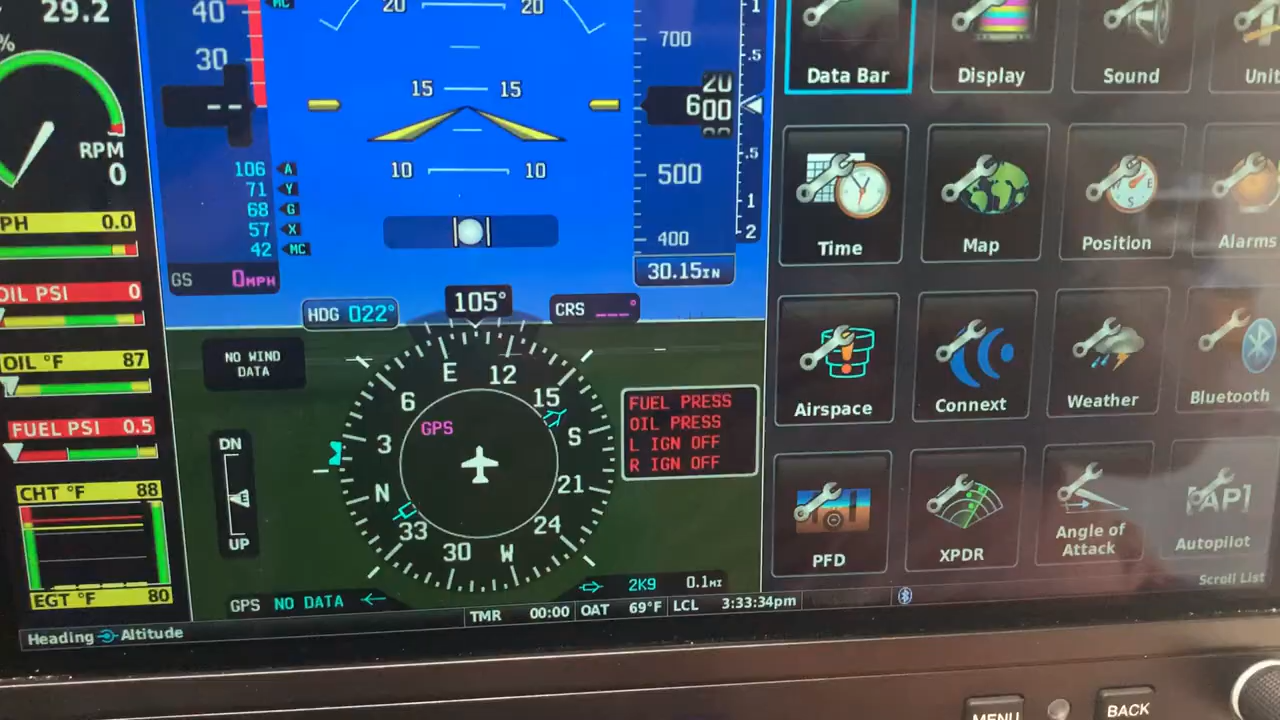 29.2
%
RPM
0
PH 0.0
OIL PSI 0
OIL °F 87
FUEL PSI 0.5
CHT °F 88
EGT °F 80
40
30
MC
--
106 A
71 Y
68 G
57 X
42 MC
GS 0MPH
20 20
15 15
10 10
700
20
600
500
400
30.15IN
1
.5
.5
1
2
HDG 022°
105°
CRS ___°
NO WIND
DATA
DN
E
UP
GPS
E
12
15
S
21
24
W
30
33
N
3
6
FUEL PRESS
OIL PRESS
L IGN OFF
R IGN OFF
2K9 0.1MI
GPS NO DATA
TMR 00:00 OAT 69°F LCL 3:33:34pm
Heading Altitude
Data Bar
Display
Sound
Unit
Time
Map
Position
Alarms
Airspace
Connext
Weather
Bluetooth
PFD
XPDR
Angle of
Attack
[AP]
Autopilot
Scroll List
MENU
BACK